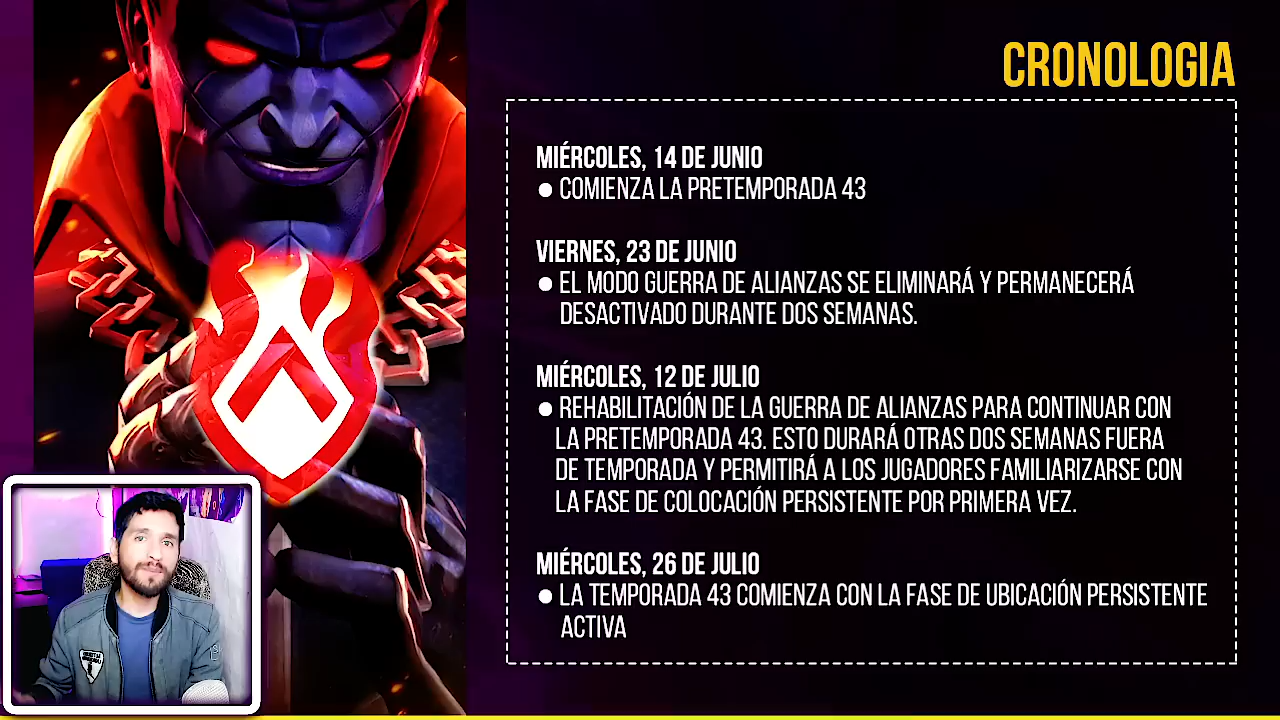 CRONOLOGIA
MIÉRCOLES, 14 DE JUNIO
● COMIENZA LA PRETEMPORADA 43
VIERNES, 23 DE JUNIO
● EL MODO GUERRA DE ALIANZAS SE ELIMINARÁ Y PERMANECERÁ
DESACTIVADO DURANTE DOS SEMANAS.
MIÉRCOLES, 12 DE JULIO
● REHABILITACIÓN DE LA GUERRA DE ALIANZAS PARA CONTINUAR CON
LA PRETEMPORADA 43. ESTO DURARÁ OTRAS DOS SEMANAS FUERA
DE TEMPORADA Y PERMITIRÁ A LOS JUGADORES FAMILIARIZARSE CON
LA FASE DE COLOCACIÓN PERSISTENTE POR PRIMERA VEZ.
MIÉRCOLES, 26 DE JULIO
● LA TEMPORADA 43 COMIENZA CON LA FASE DE UBICACIÓN PERSISTENTE
ACTIVA